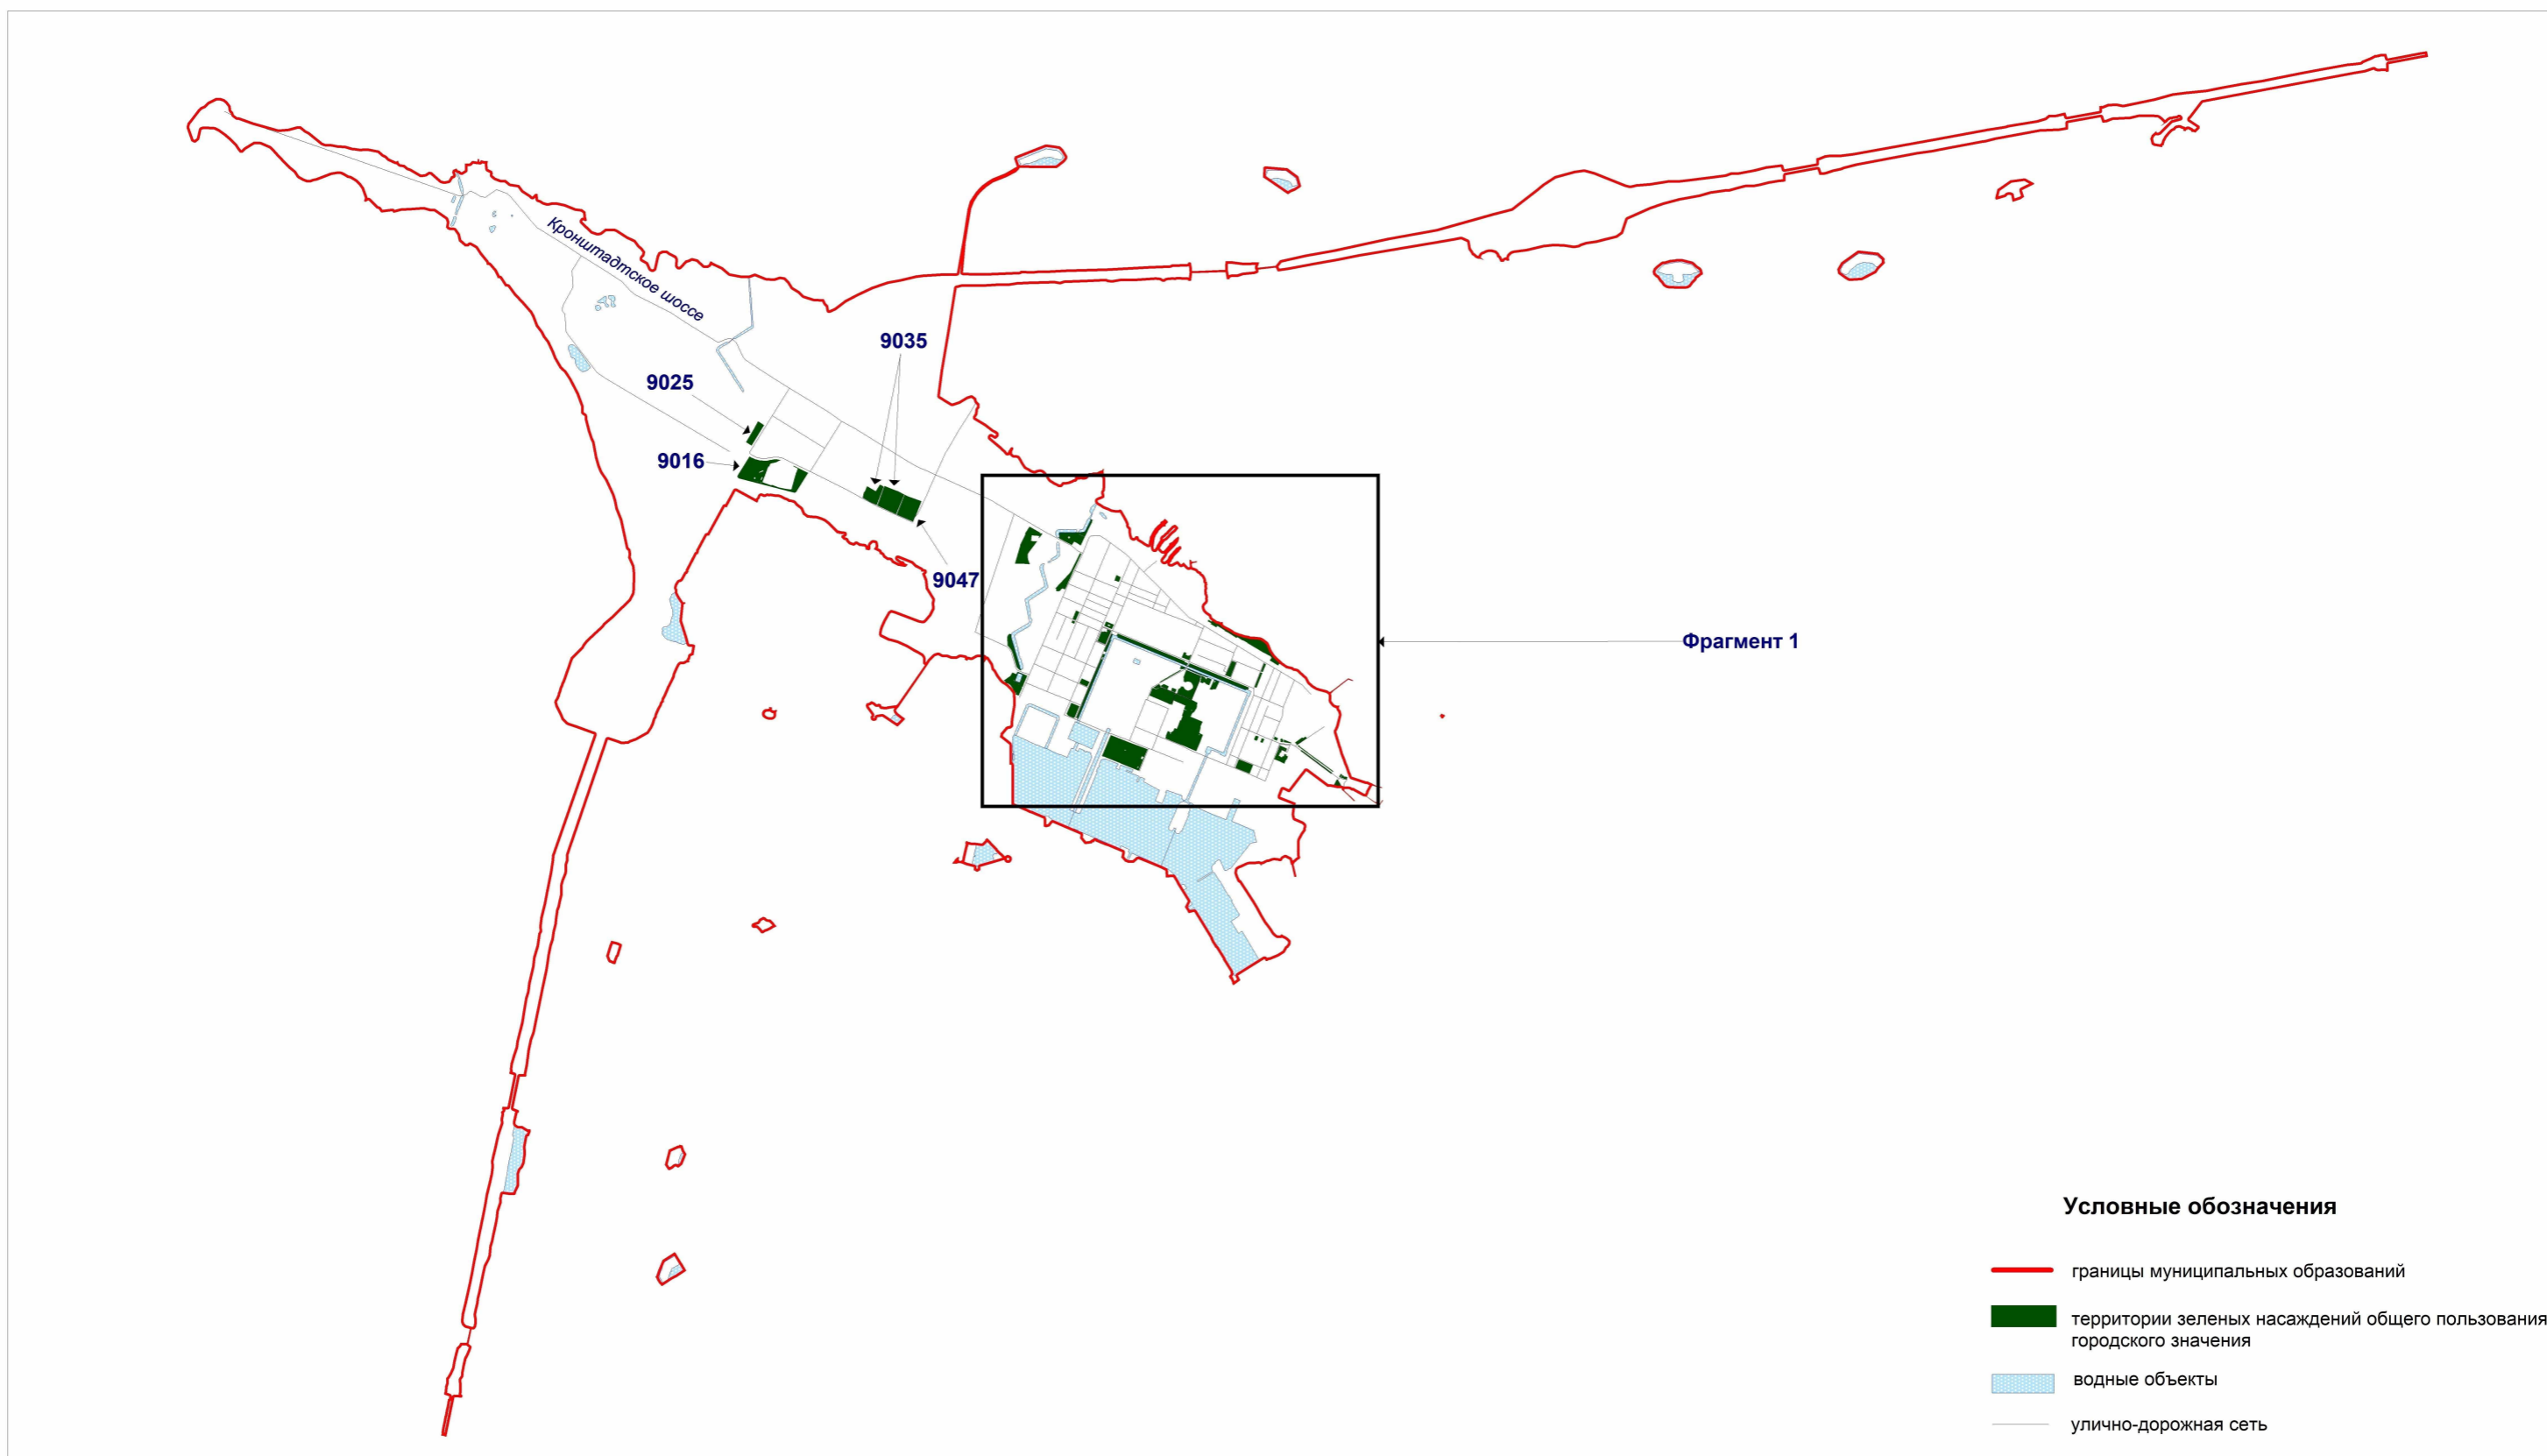 Кронштадтское шоссе
9035
9025
9016
9047
Фрагмент 1
Условные обозначения
границы муниципальных образований
территории зеленых насаждений общего пользования
городского значения
водные объекты
улично-дорожная сеть